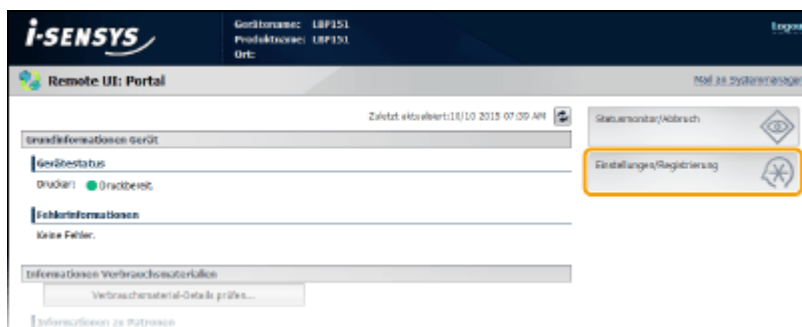 i-SENSYS
Gerätename: LBP151
Produktname: LBP151
Ort:
Logout
Remote UI: Portal
Mail an Systemmanager
Zuletzt aktualisiert:10/10 2015 07:39 AM
Grundinformationen Gerät
Gerätestatus
Drucker: Druckbereit.
Fehlerinformationen
Keine Fehler.
Informationen Verbrauchsmaterialien
Verbrauchsmaterial-Details prüfen...
Informationen zu Patronen
Statusmonitor/Abbruch
Einstellungen/Registrierung